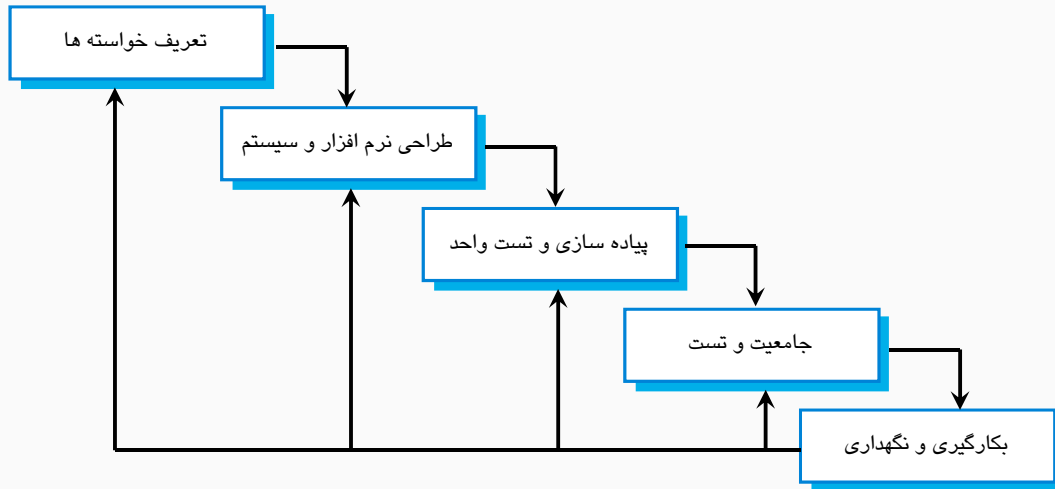 تعریف خواسته ها
طراحی نرم افزار و سیستم
پیاده سازی و تست واحد
جامعیت و تست
بکارگیری و نگهداری